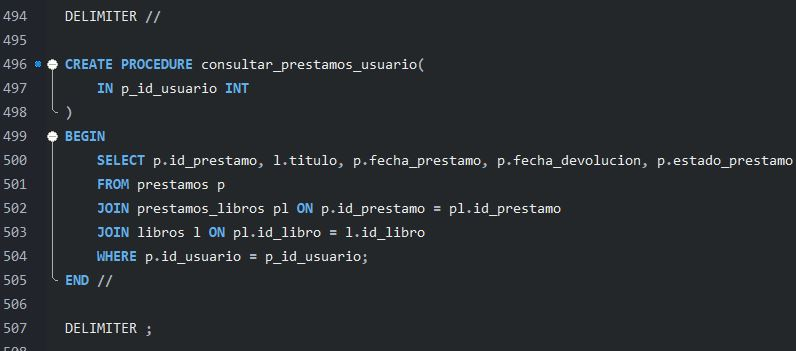 494 DELIMITER //
495
496 CREATE PROCEDURE consultar_prestamos_usuario(
497 IN p_id_usuario INT
498 )
499 BEGIN
500 SELECT p.id_prestamo, l.titulo, p.fecha_prestamo, p.fecha_devolucion, p.estado_prestamo
501 FROM prestamos p
502 JOIN prestamos_libros pl ON p.id_prestamo = pl.id_prestamo
503 JOIN libros l ON pl.id_libro = l.id_libro
504 WHERE p.id_usuario = p_id_usuario;
505 END //
506
507 DELIMITER ;
508